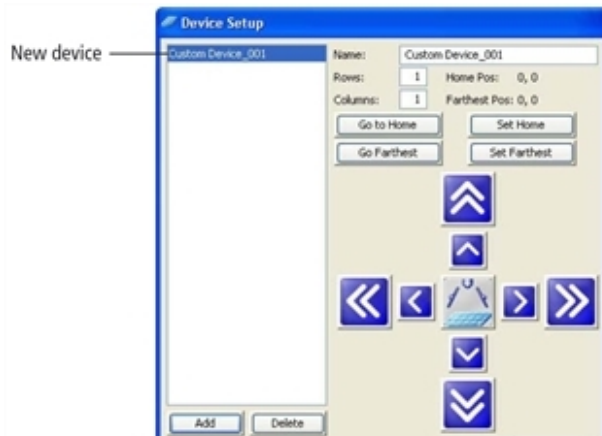 Device Setup
New device
Custom Device_001
Name: Custom Device_001
Rows: 1 Home Pos: 0, 0
Columns: 1 Farthest Pos: 0, 0
Go to Home Set Home
Go Farthest Set Farthest
Add Delete